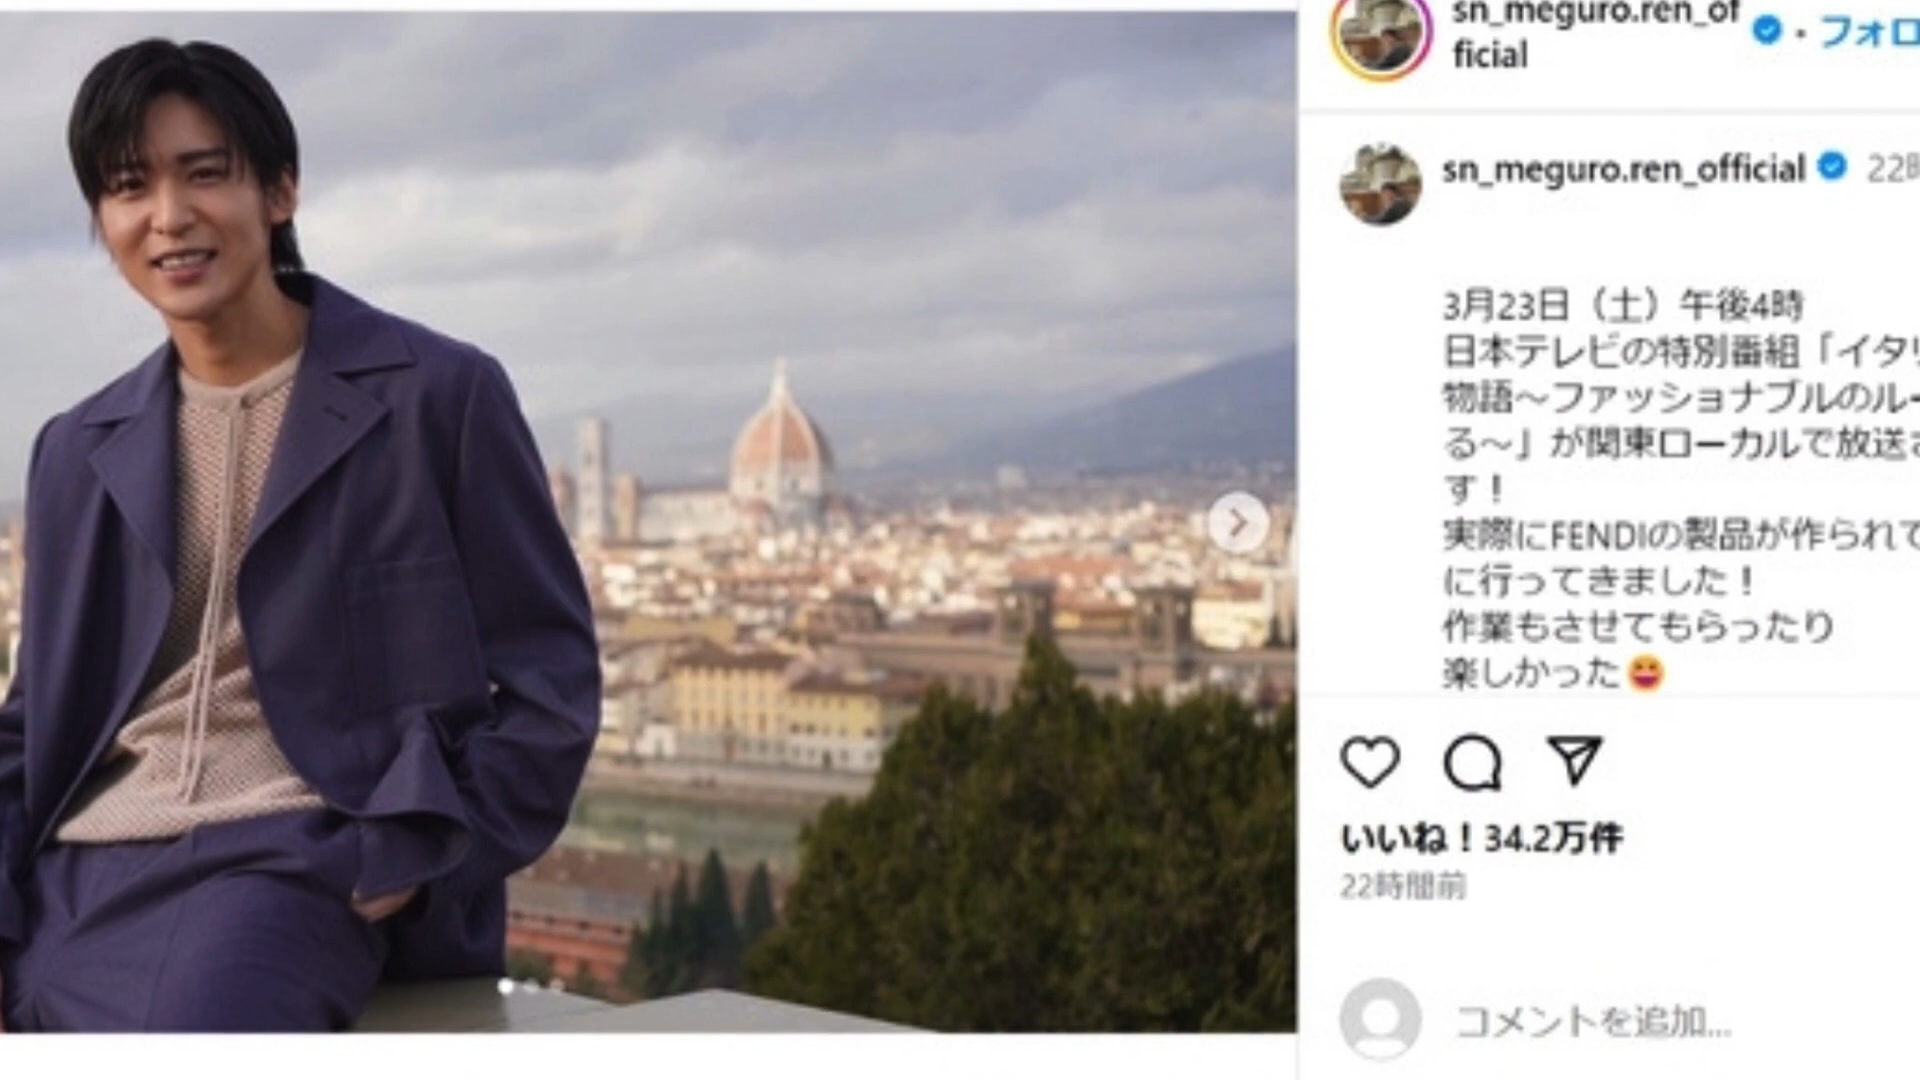 sn_meguro.ren_of
ficial
• フォロ
sn_meguro.ren_official 22時
3月23日（土）午後4時
日本テレビの特別番組「イタリ
物語～ファッショナブルのルー
る～」が関東ローカルで放送さ
す！
実際にFENDIの製品が作られて
に行ってきました！
作業もさせてもらったり
楽しかった😆
いいね！34.2万件
22時間前
コメントを追加...